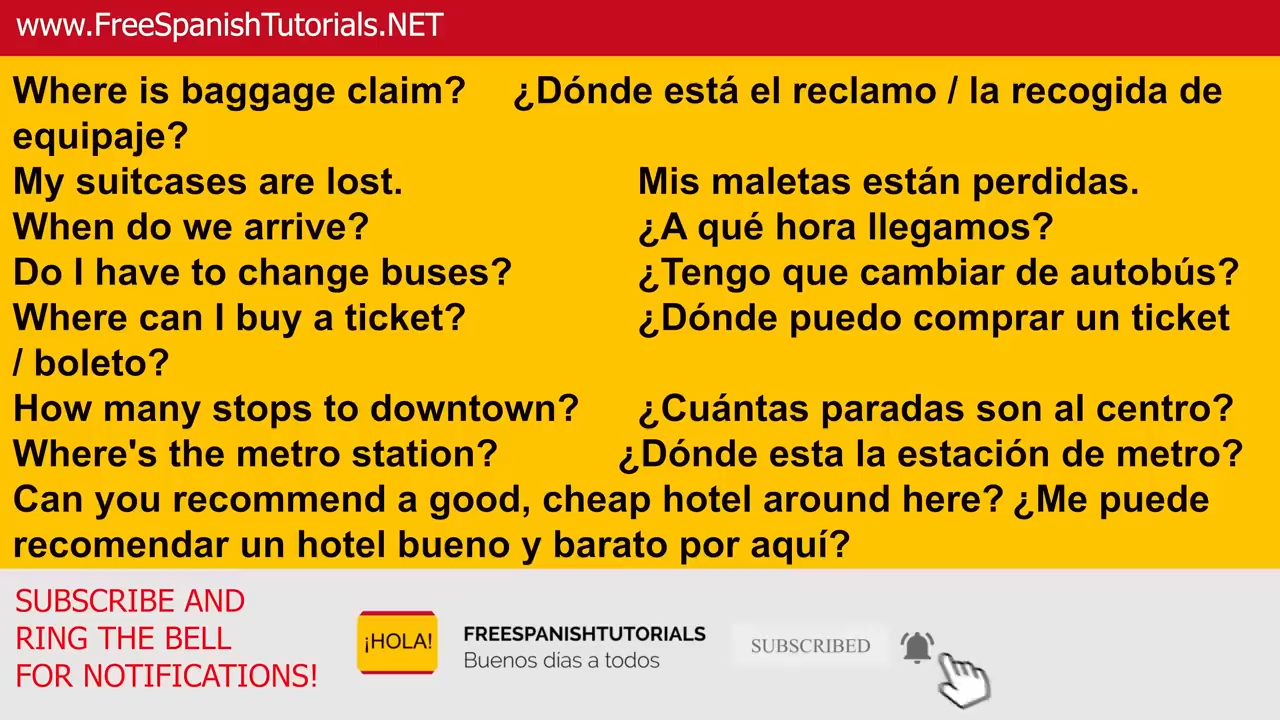 www.FreeSpanishTutorials.NET
Where is baggage claim? ¿Dónde está el reclamo / la recogida de
equipaje?
My suitcases are lost. Mis maletas están perdidas.
When do we arrive? ¿A qué hora llegamos?
Do I have to change buses? ¿Tengo que cambiar de autobús?
Where can I buy a ticket? ¿Dónde puedo comprar un ticket
/ boleto?
How many stops to downtown? ¿Cuántas paradas son al centro?
Where's the metro station? ¿Dónde esta la estación de metro?
Can you recommend a good, cheap hotel around here? ¿Me puede
recomendar un hotel bueno y barato por aquí?
SUBSCRIBE AND
RING THE BELL
FOR NOTIFICATIONS!
¡HOLA!
FREESPANISHTUTORIALS
Buenos días a todos
SUBSCRIBED